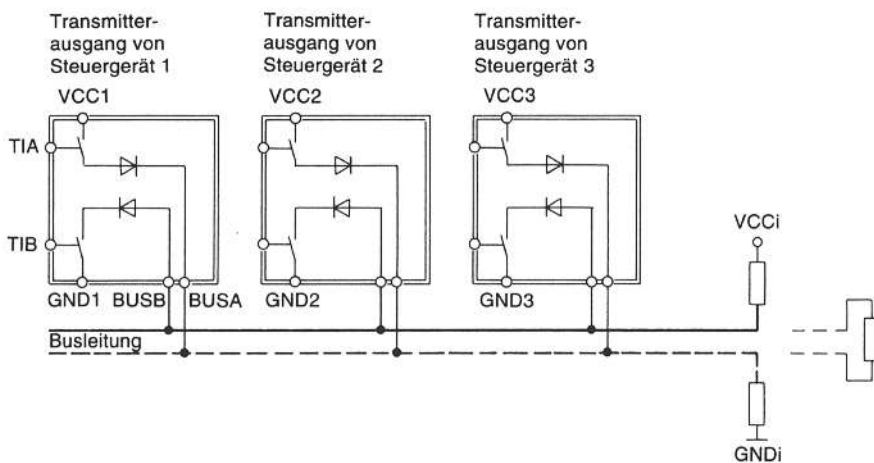 Transmitter-
ausgang von
Steuergerät 1
Transmitter-
ausgang von
Steuergerät 2
Transmitter-
ausgang von
Steuergerät 3
VCC1
VCC2
VCC3
TIA
TIB
VCCi
GND1 BUSB BUSA
GND2
GND3
Busleitung
GNDi